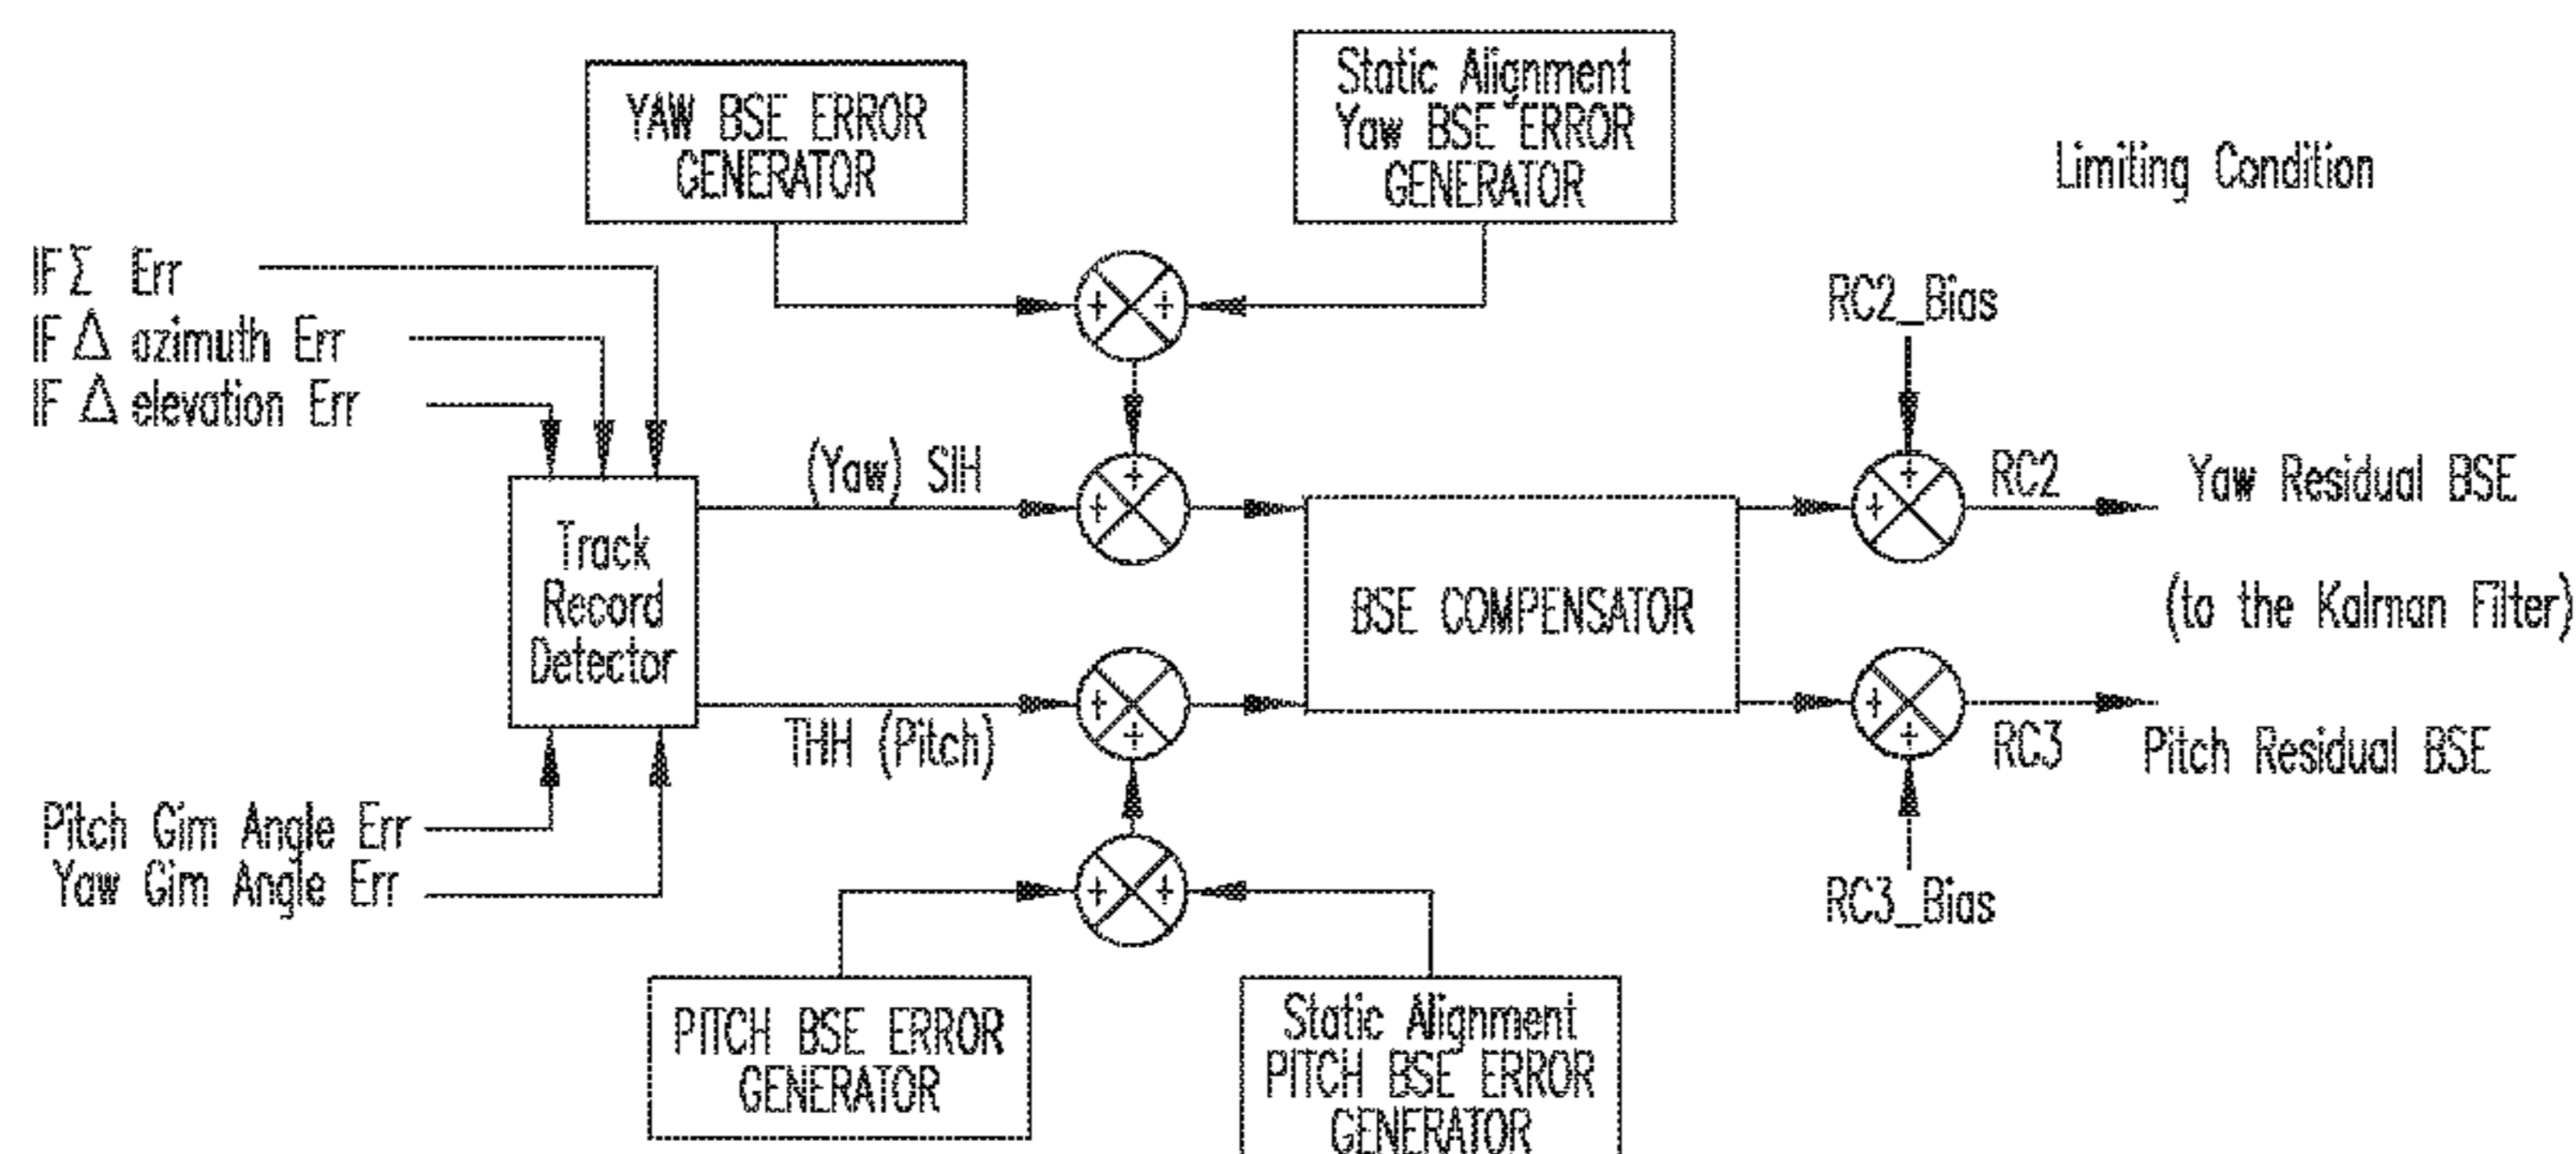 YAW BSE ERROR
GENERATOR
Static Alignment
Yaw BSE ERROR
GENERATOR
Limiting Condition
IF Σ Err
IF Δ azimuth Err
IF Δ elevation Err
RC2_Bias
(Yaw) SIH
+ +
+
+
+
+
RC2
Yaw Residual BSE
Track
Record
Detector
BSE COMPENSATOR
(to the Kalman Filter)
THH (Pitch)
+
+
+
+
RC3
Pitch Residual BSE
Pitch Gim Angle Err
Yaw Gim Angle Err
+ +
RC3_Bias
PITCH BSE ERROR
GENERATOR
Static Alignment
PITCH BSE ERROR
GENERATOR